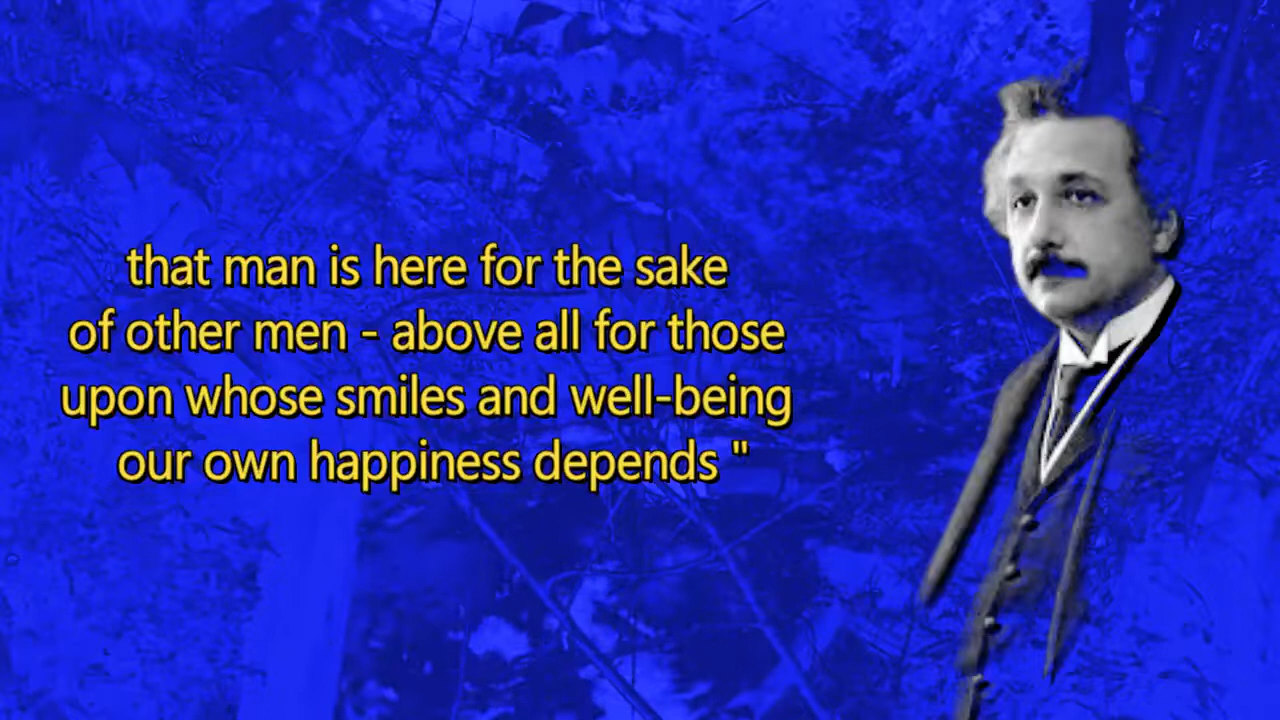 that man is here for the sake
of other men - above all for those
upon whose smiles and well-being
our own happiness depends "